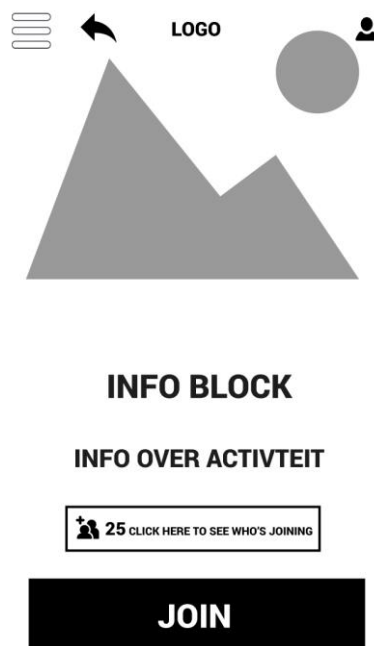 LOGO
INFO BLOCK
INFO OVER ACTIVTEIT
25 CLICK HERE TO SEE WHO'S JOINING
JOIN